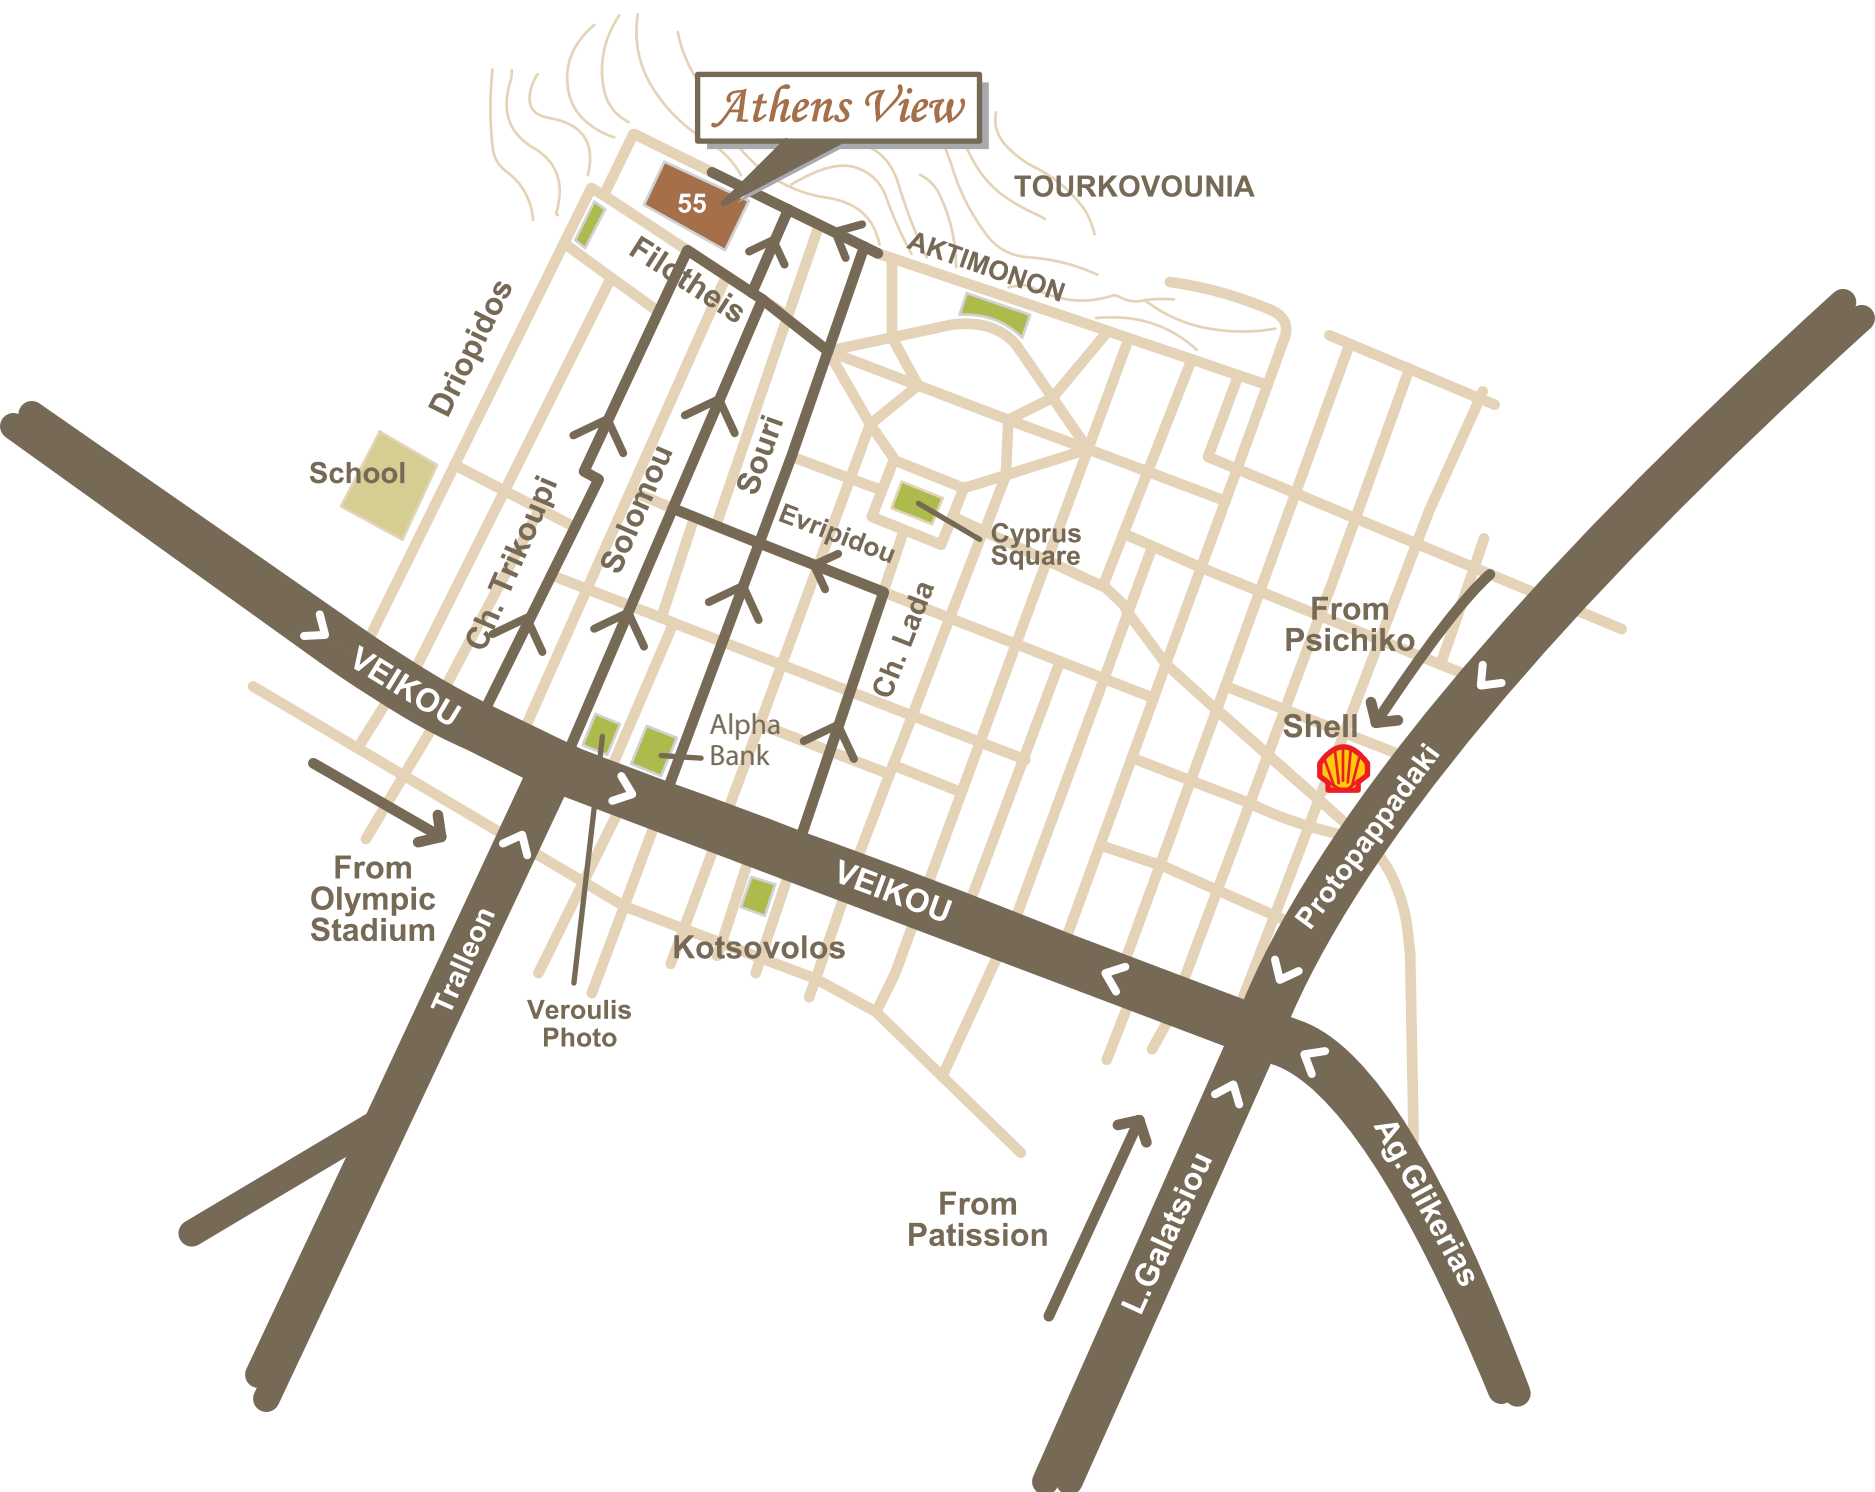 Athens View
TOURKOVOUNIA
55
AKTIMONON
Filotheis
Driopidos
School
Souri
Solomou
Ch. Trikoupi
Evripidou
Cyprus
Square
Ch. Lada
From
Psichiko
Shell
VEIKOU
Alpha
Bank
Protopappadaki
From
Olympic
Stadium
VEIKOU
Tralleon
Kotsovolos
Veroulis
Photo
From
Patission
L.Galatsiou
Ag.Glikerias